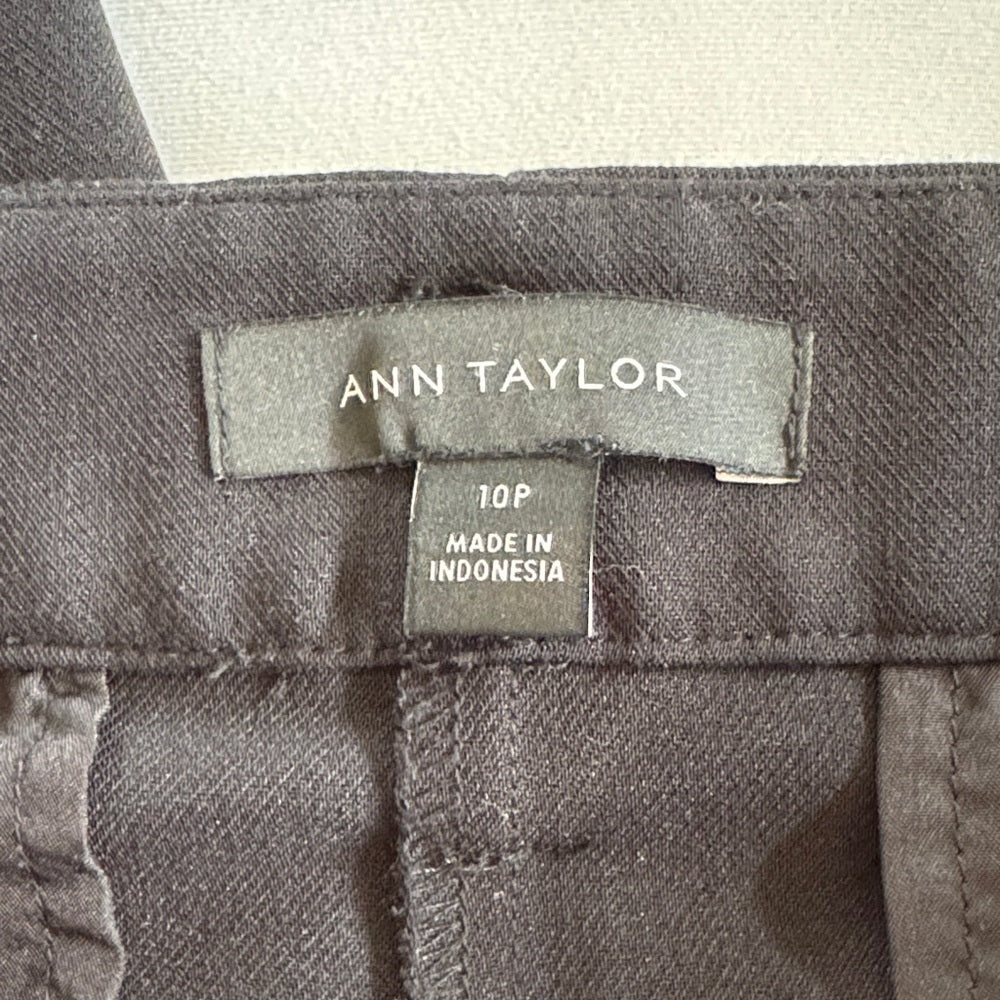 ANN TAYLOR
10P
MADE IN
INDONESIA